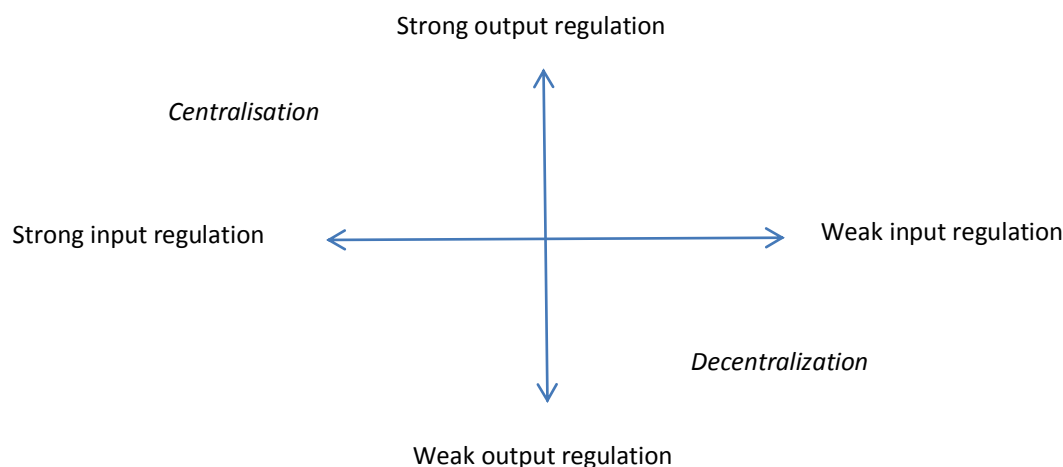 Strong output regulation
Centralisation
Strong input regulation
Weak input regulation
Decentralization
Weak output regulation